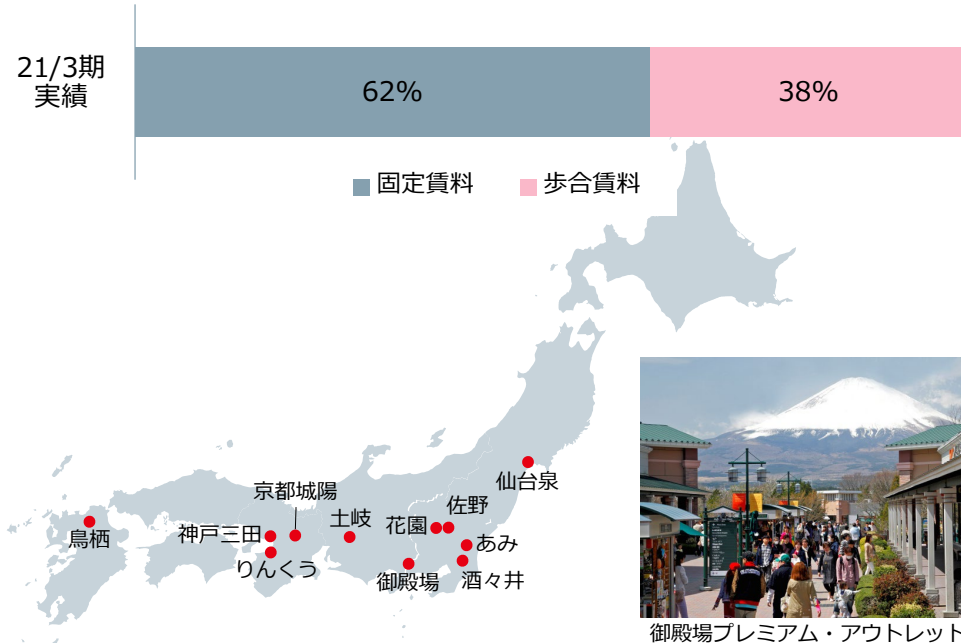 21/3期
実績
62%
38%
固定賃料
歩合賃料
仙台泉
京都城陽
佐野
土岐
花園
神戸三田
鳥栖
あみ
りんくう
御殿場
酒々井
御殿場プレミアム・アウトレット